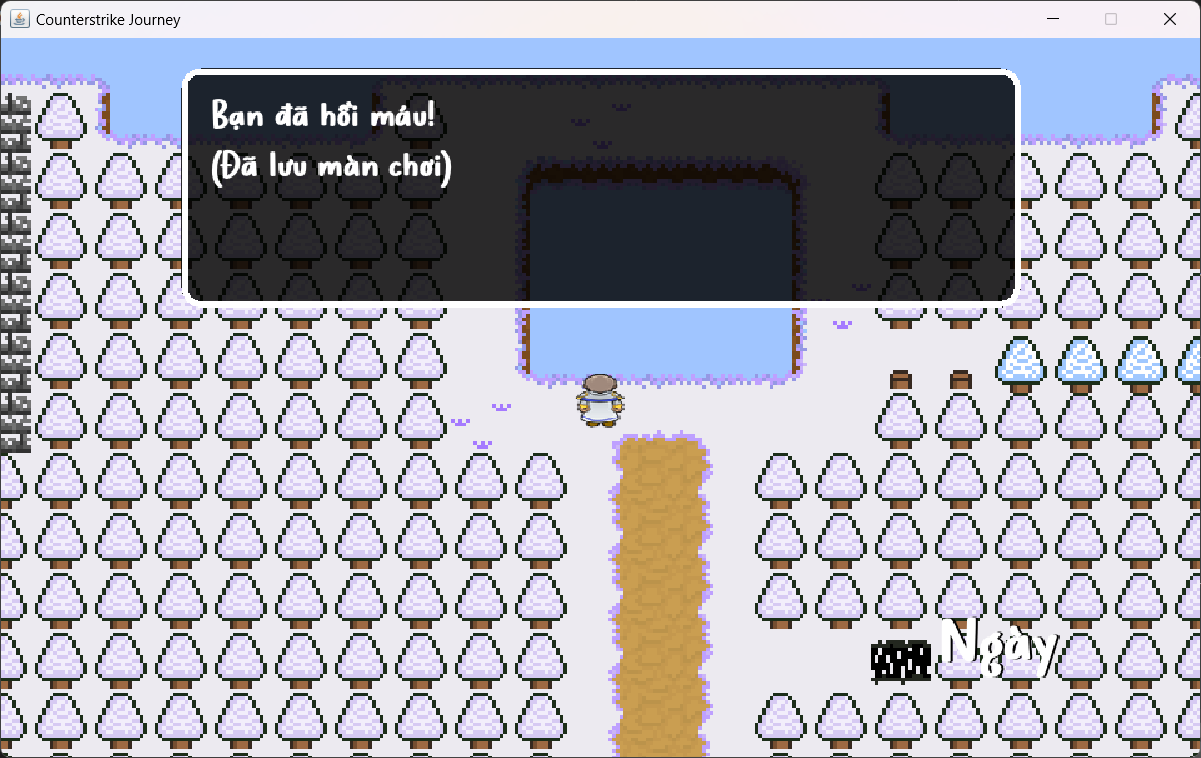 Counterstrike Journey
Bạn đã hồi máu!
(Đã lưu màn chơi)
Ngày